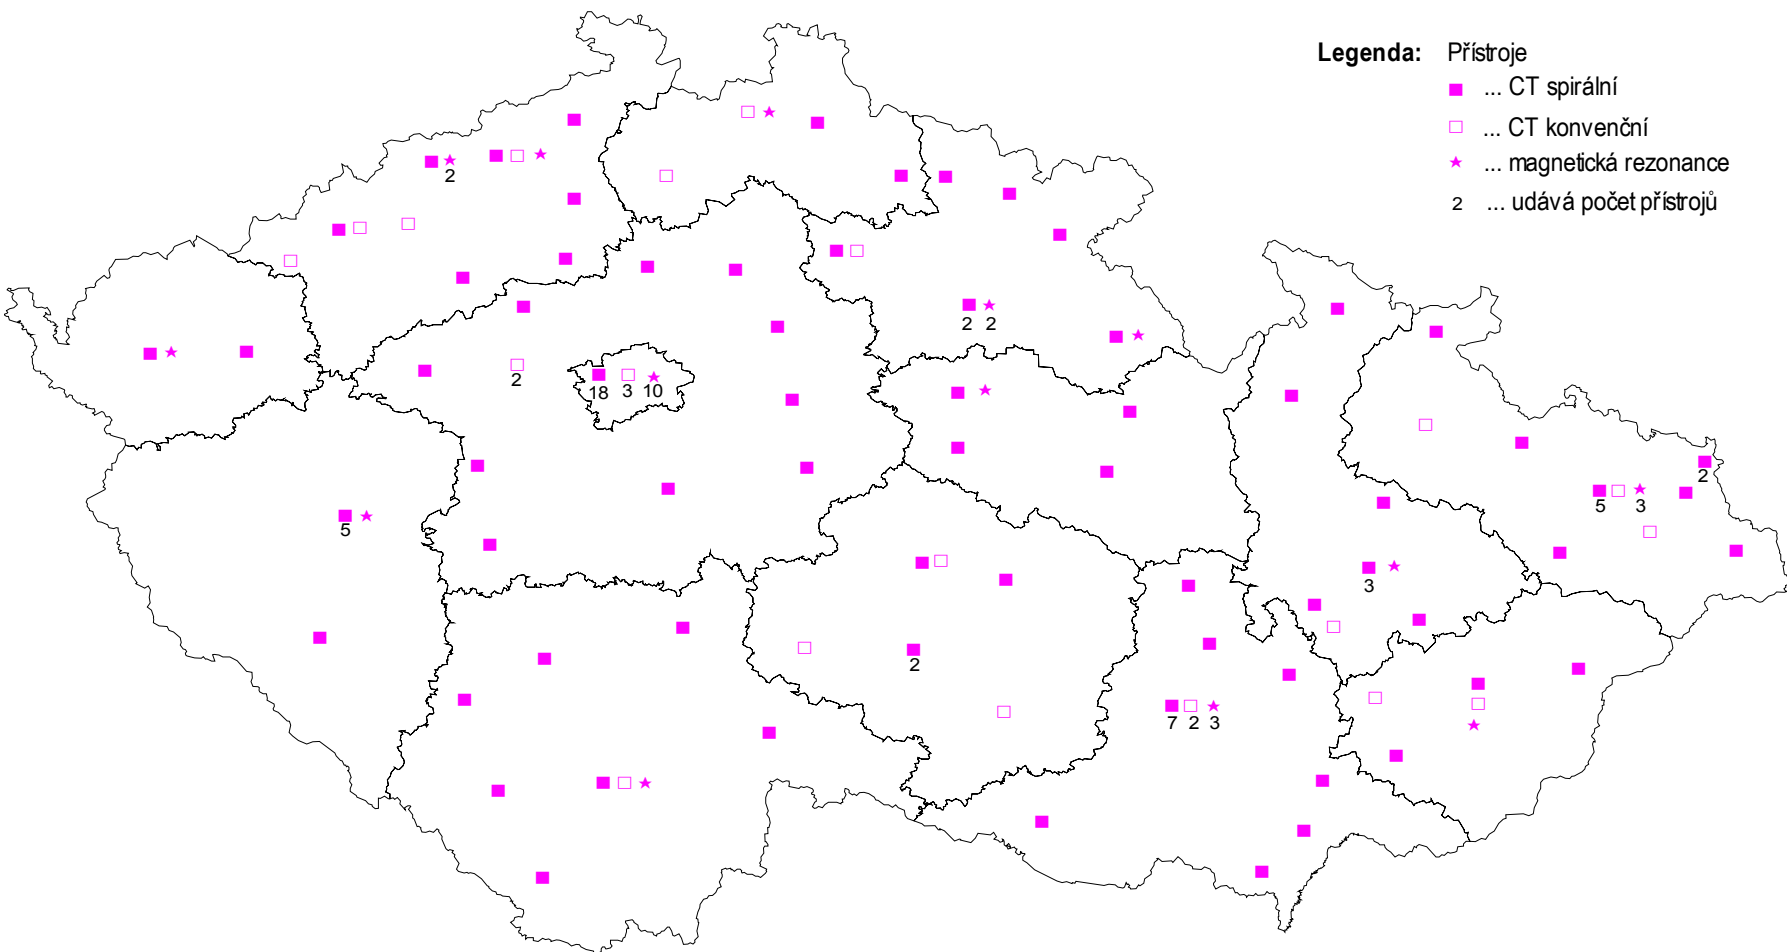 Legenda: Přístroje
... CT spirální
... CT konvenční
... magnetická rezonance
2 ... udává počet přístrojů
2
2 2
2
18 3 10
2
5 3
5
3
2
7 2 3